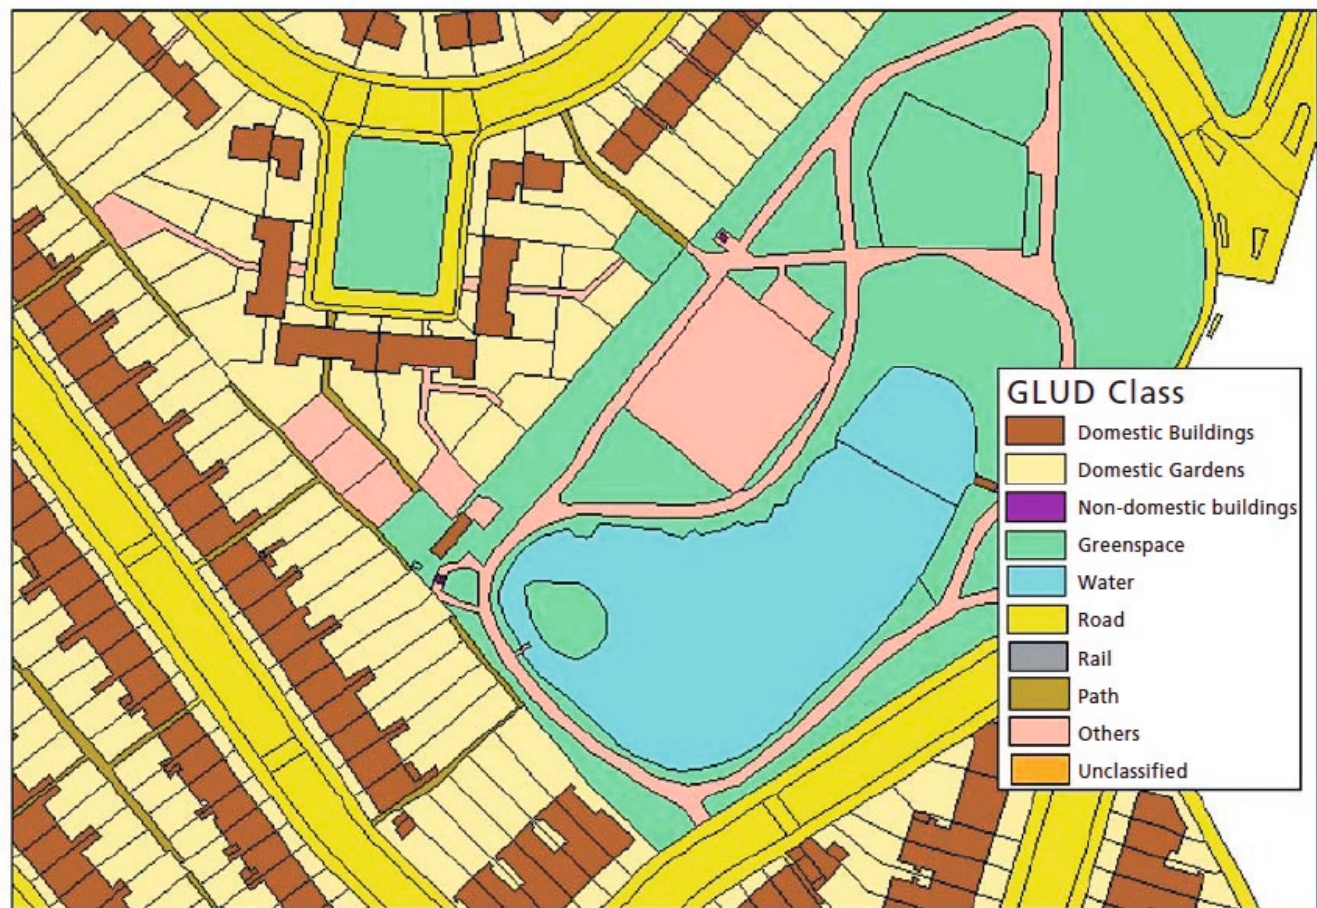 GLUD Class
Domestic Buildings
Domestic Gardens
Non-domestic buildings
Greenspace
Water
Road
Rail
Path
Others
Unclassified